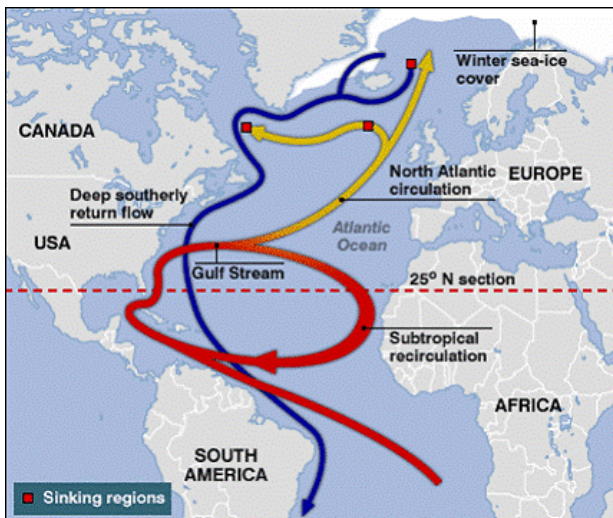 Winter sea-ice
cover
CANADA
North Atlantic
circulation
EUROPE
Deep southerly
return flow
Atlantic
Ocean
USA
Gulf Stream
25° N section
Subtropical
recirculation
AFRICA
SOUTH
AMERICA
Sinking regions